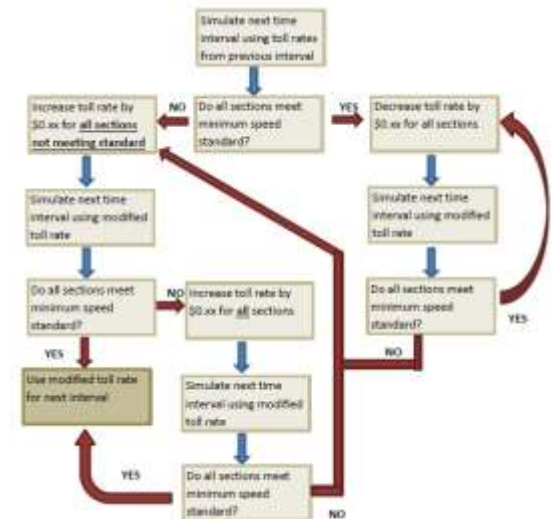 Simulate next time
interval using toll rates
from previous interval
Increase toll rate by
$0.xx for all sections
not meeting standard
NO
Do all sections meet
minimum speed
standard?
YES
Decrease toll rate by
$0.xx for all sections
Simulate next time
interval using modified
toll rate
Simulate next time
interval using modified
toll rate
Do all sections meet
minimum speed
standard?
NO
Increase toll rate by
$0.xx for all sections
Do all sections meet
minimum speed
standard?
YES
YES
NO
Use modified toll rate
for next interval
Simulate next time
interval using modified
toll rate
YES
Do all sections meet
minimum speed
standard?
NO